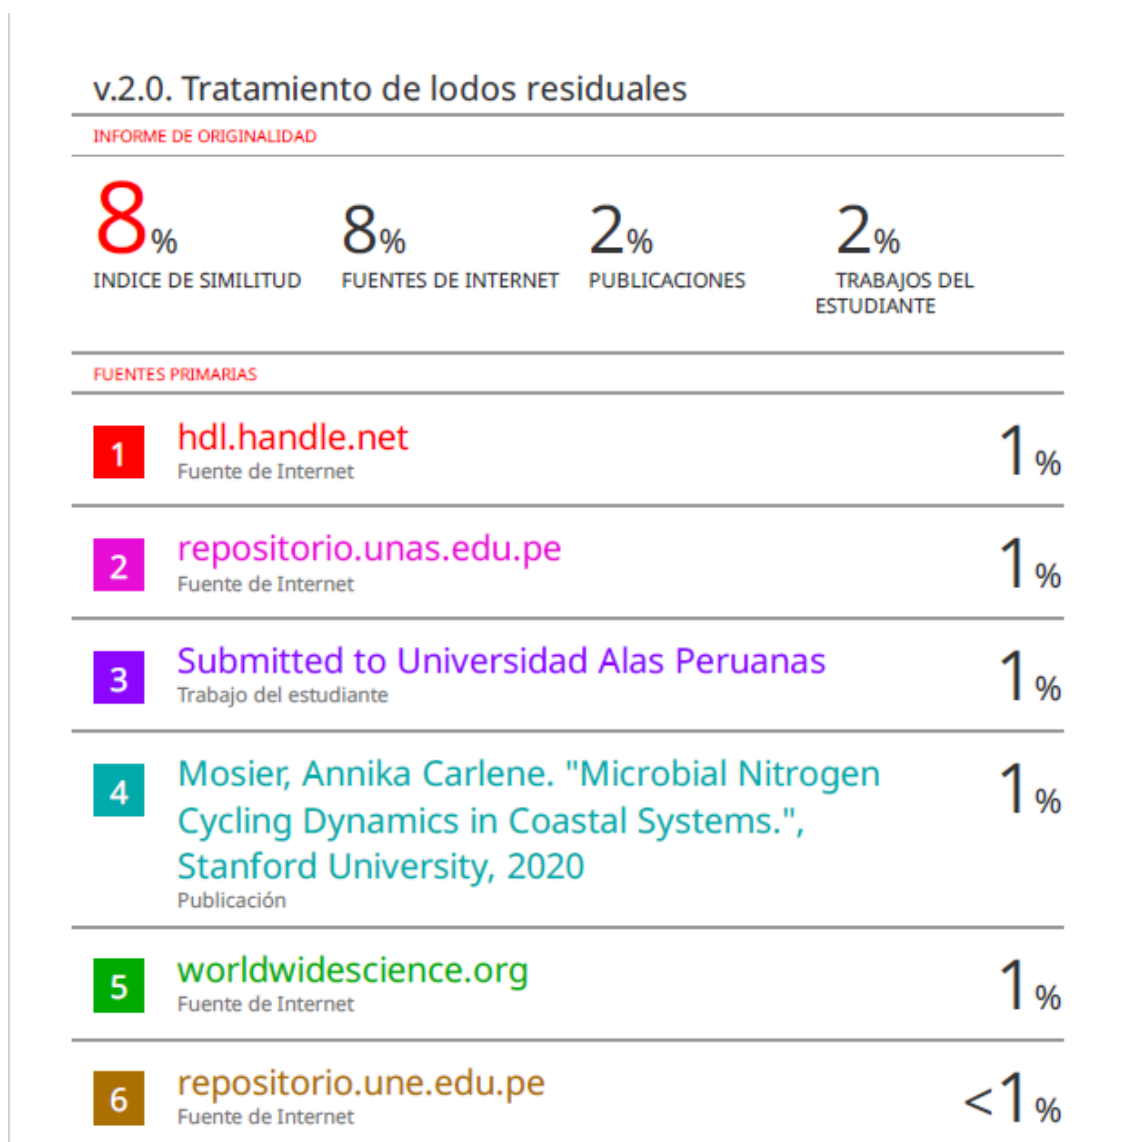 v.2.0. Tratamiento de lodos residuales
INFORME DE ORIGINALIDAD
8%
INDICE DE SIMILITUD
8%
FUENTES DE INTERNET
2%
PUBLICACIONES
2%
TRABAJOS DEL
ESTUDIANTE
FUENTES PRIMARIAS
1
hdl.handle.net
Fuente de Internet
1%
2
repositorio.unas.edu.pe
Fuente de Internet
1%
3
Submitted to Universidad Alas Peruanas
Trabajo del estudiante
1%
4
Mosier, Annika Carlene. "Microbial Nitrogen
Cycling Dynamics in Coastal Systems.",
Stanford University, 2020
Publicación
1%
5
worldwidescience.org
Fuente de Internet
1%
6
repositorio.une.edu.pe
Fuente de Internet
<1%